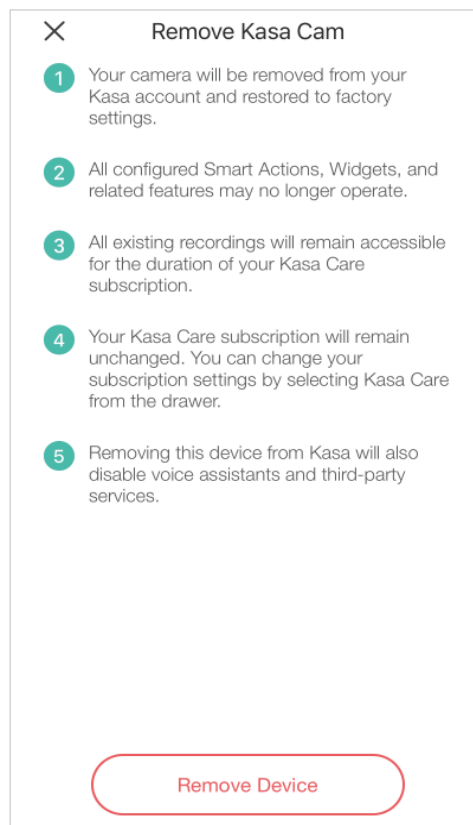 Remove Kasa Cam
1 Your camera will be removed from your
Kasa account and restored to factory
settings.
2 All configured Smart Actions, Widgets, and
related features may no longer operate.
3 All existing recordings will remain accessible
for the duration of your Kasa Care
subscription.
4 Your Kasa Care subscription will remain
unchanged. You can change your
subscription settings by selecting Kasa Care
from the drawer.
5 Removing this device from Kasa will also
disable voice assistants and third-party
services.
Remove Device